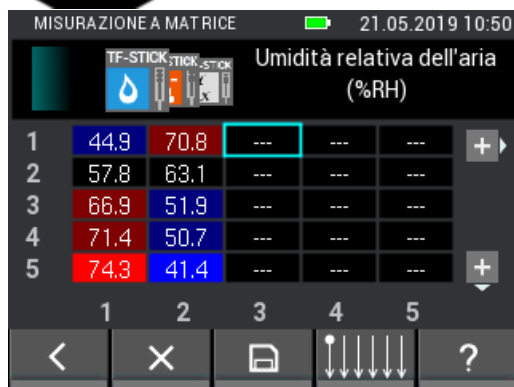 MISURAZIONE A MATRICE 21.05.2019 10:50
TF-STICK STICK -STICK
Umidità relativa dell'aria
(%RH)
1 44.9 70.8 --- --- --- +
2 57.8 63.1 --- --- ---
3 66.9 51.9 --- --- ---
4 71.4 50.7 --- --- ---
5 74.3 41.4 --- --- --- +
1 2 3 4 5
?